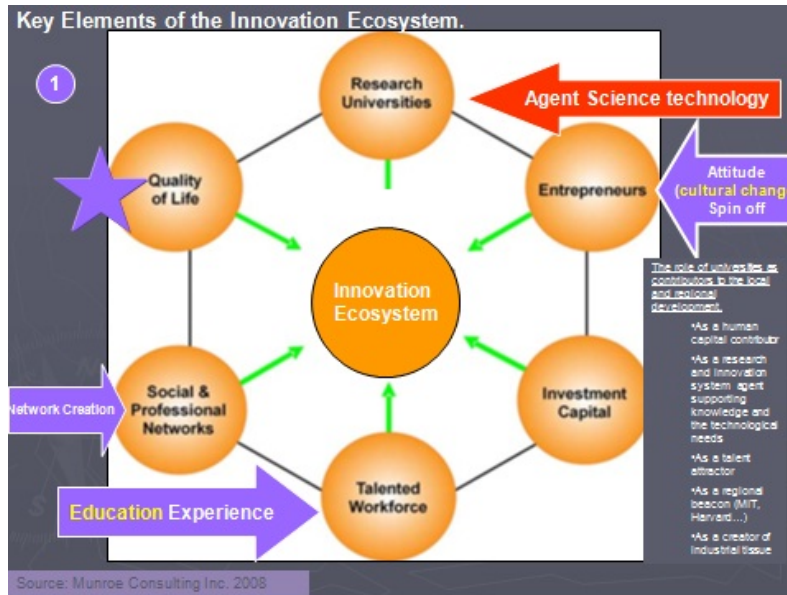 Key Elements of the Innovation Ecosystem.
1
Research
Universities
Agent Science technology
Quality
of Life
Entrepreneurs
Attitude
(cultural chang
Spin off
Innovation
Ecosystem
The role of universities as
contributors to the local
and regional
development.
•As a human
capital contributor
•As a research
and innovation
system agent
supporting
knowledge and
the technological
needs
•As a talent
attractor
•As a regional
beacon (MIT,
Harvard...)
•As a creator of
industrial tissue
Network Creation
Social &
Professional
Networks
Investment
Capital
Education Experience
Talented
Workforce
Source: Munroe Consulting Inc. 2008